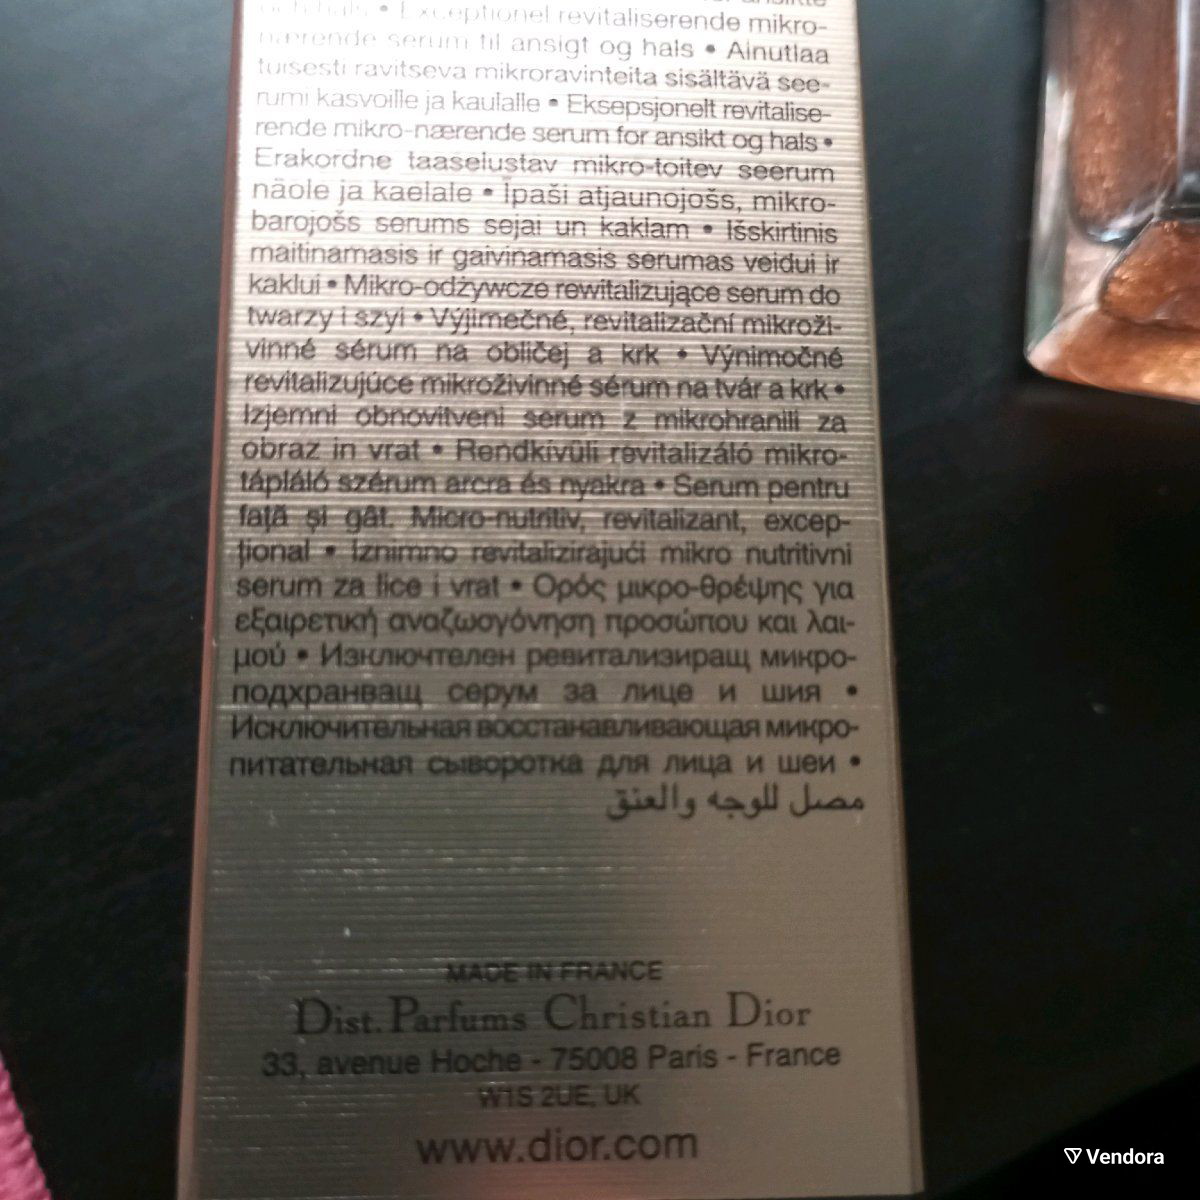 ansikte
och hals • Exceptionel revitaliserende mikro-
nærende serum til ansigt og hals • Ainutlaa
tuisesti ravitseva mikroravinteita sisältävä see-
rumi kasvoille ja kaulalle • Eksepsjonelt revitalise-
rende mikro-nærende serum for ansikt og hals •
Erakordne taaselustav mikro-toitev seerum
näole ja kaelale • Īpaši atjaunojošs, mikro-
barojošs serums sejai un kaklam • Išskirtinis
maitinamasis ir gaivinamasis serumas veidui ir
kaklui • Mikro-odżywcze rewitalizujące serum do
twarzy i szyi • Výjimečné, revitalizační mikroži-
vinné sérum na obličej a krk • Výnimočné
revitalizujúce mikroživinné sérum na tvár a krk •
Izjemni obnovitveni serum z mikrohranili za
obraz in vrat • Rendkívüli revitalizáló mikro-
tápláló szérum arcra és nyakra • Serum pentru
faţă şi gât. Micro-nutritiv, revitalizant, excep-
ţional • Iznimno revitalizirajući mikro nutritivni
serum za lice i vrat • Ορός μικρο-θρέψης για
εξαιρετική αναζωογόνηση προσώπου και λαι-
μού • Изключителен ревитализиращ микро-
подхранващ серум за лице и шия •
Исключительная восстанавливающая микро-
питательная сыворотка для лица и шеи •
مصل للوجه والعنق
MADE IN FRANCE
Dist. Parfums Christian Dior
33, avenue Hoche - 75008 Paris - France
W1S 2UE, UK
www.dior.com
Vendora